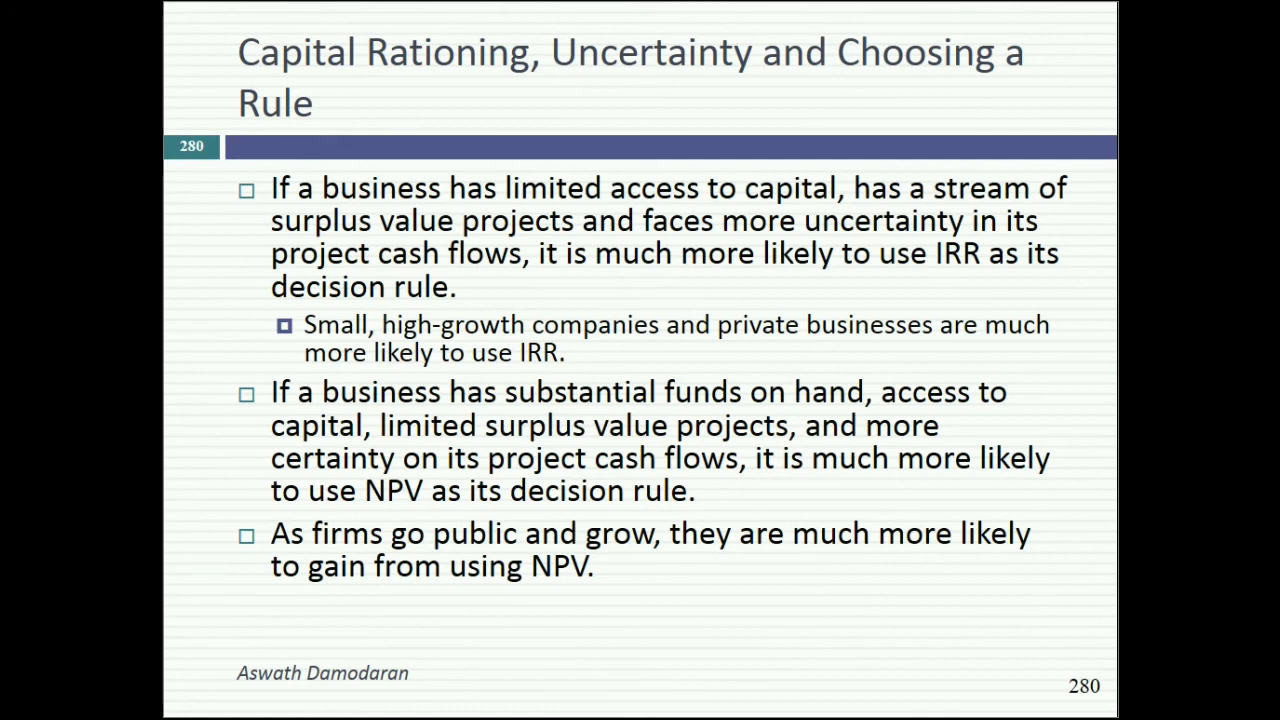 Capital Rationing, Uncertainty and Choosing a
Rule
280
If a business has limited access to capital, has a stream of
surplus value projects and faces more uncertainty in its
project cash flows, it is much more likely to use IRR as its
decision rule.
Small, high-growth companies and private businesses are much
more likely to use IRR.
If a business has substantial funds on hand, access to
capital, limited surplus value projects, and more
certainty on its project cash flows, it is much more likely
to use NPV as its decision rule.
As firms go public and grow, they are much more likely
to gain from using NPV.
Aswath Damodaran
280